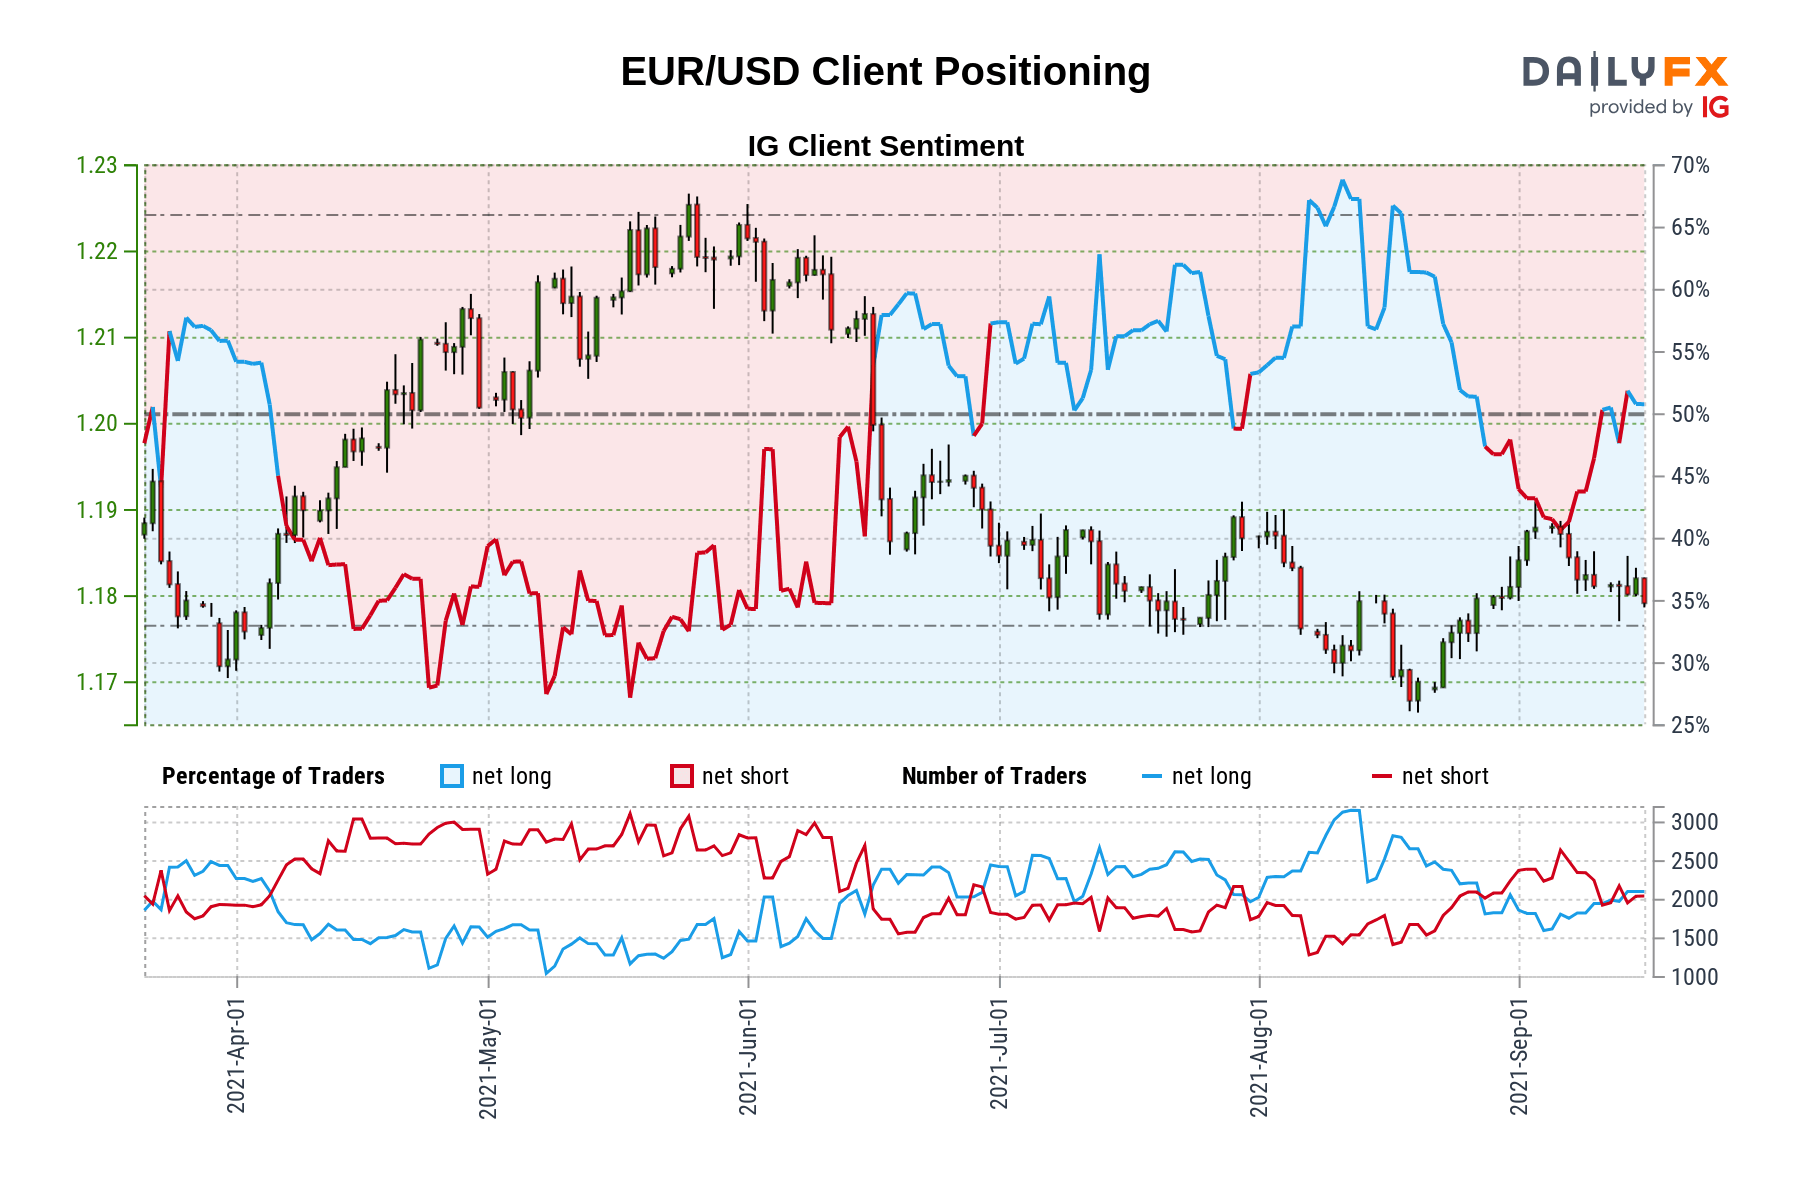 EUR/USD Client Positioning
DAILYFX
provided by IG
IG Client Sentiment
1.23
1.22
1.21
1.20
1.19
1.18
1.17
70%
65%
60%
55%
50%
45%
40%
35%
30%
25%
Percentage of Traders net long net short Number of Traders net long net short
3000
2500
2000
1500
1000
2021-Apr-01
2021-May-01
2021-Jun-01
2021-Jul-01
2021-Aug-01
2021-Sep-01